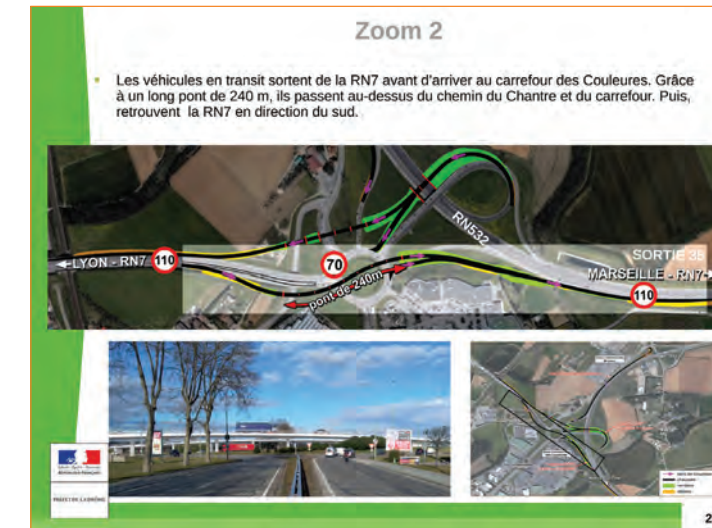 Zoom 2
Les véhicules en transit sortent de la RN7 avant d'arriver au carrefour des Couleures. Grâce
à un long pont de 240 m, ils passent au-dessus du chemin du Chantre et du carrefour. Puis,
retrouvent la RN7 en direction du sud.
RN532
LYON - RN7
110
70
pont de 240m
SORTIE 35
MARSEILLE - RN7
110
RÉPUBLIQUE FRANÇAISE
PRÉFET DE LA DRÔME
2